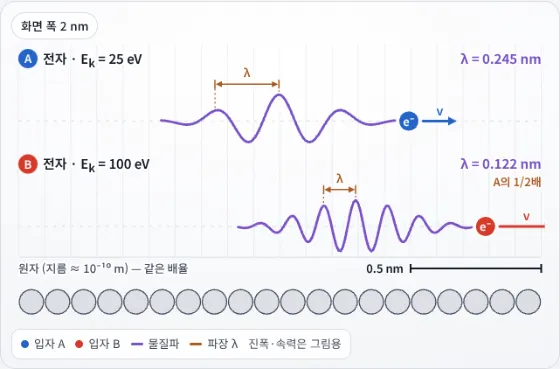 화면 폭 2 nm
A 전자 · Eₖ = 25 eV
λ = 0.245 nm
λ
e⁻
v
B 전자 · Eₖ = 100 eV
λ = 0.122 nm
A의 1/2배
λ
e⁻
v
원자 (지름 ≈ 10⁻¹⁰ m) — 같은 배율
0.5 nm
입자 A 입자 B 물질파 파장 λ 진폭·속력은 그림용